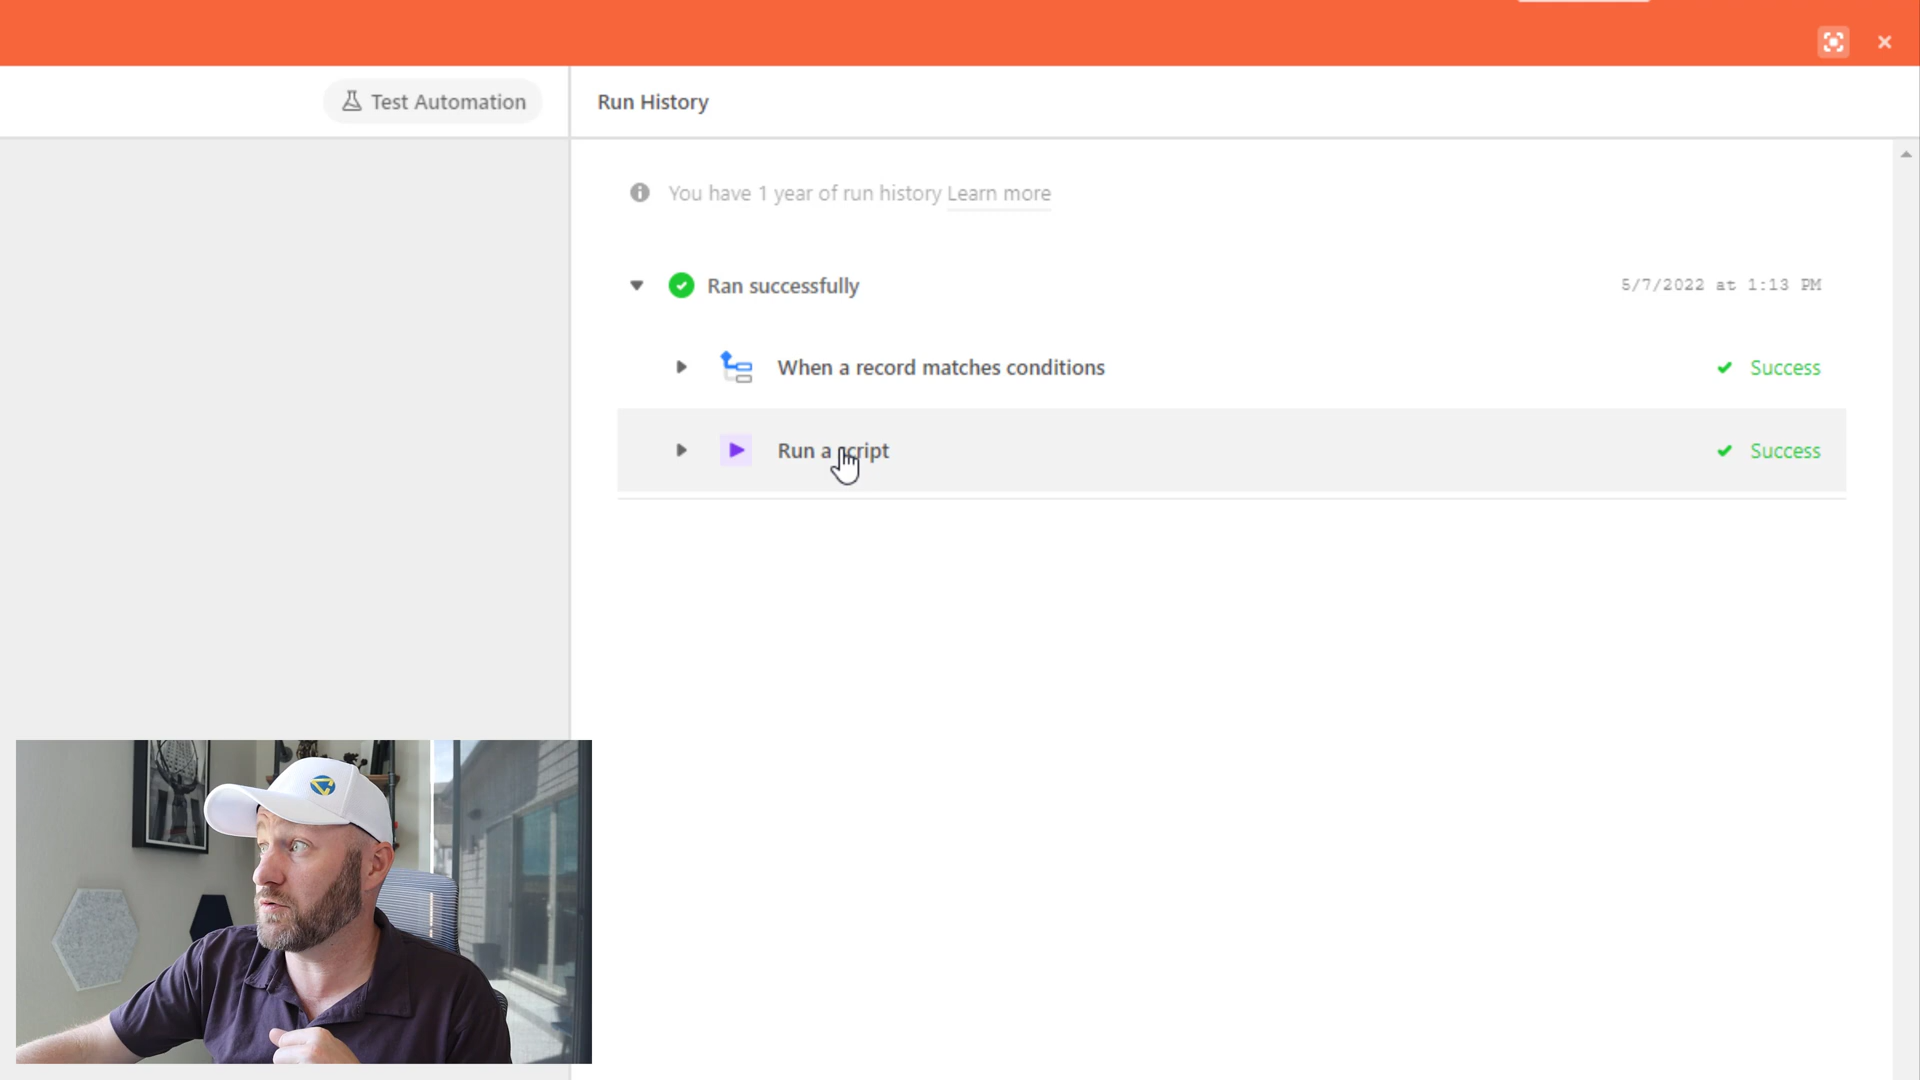 Test Automation
Run History
You have 1 year of run history Learn more
Ran successfully
5/7/2022 at 1:13 PM
When a record matches conditions
Success
Run a script
Success